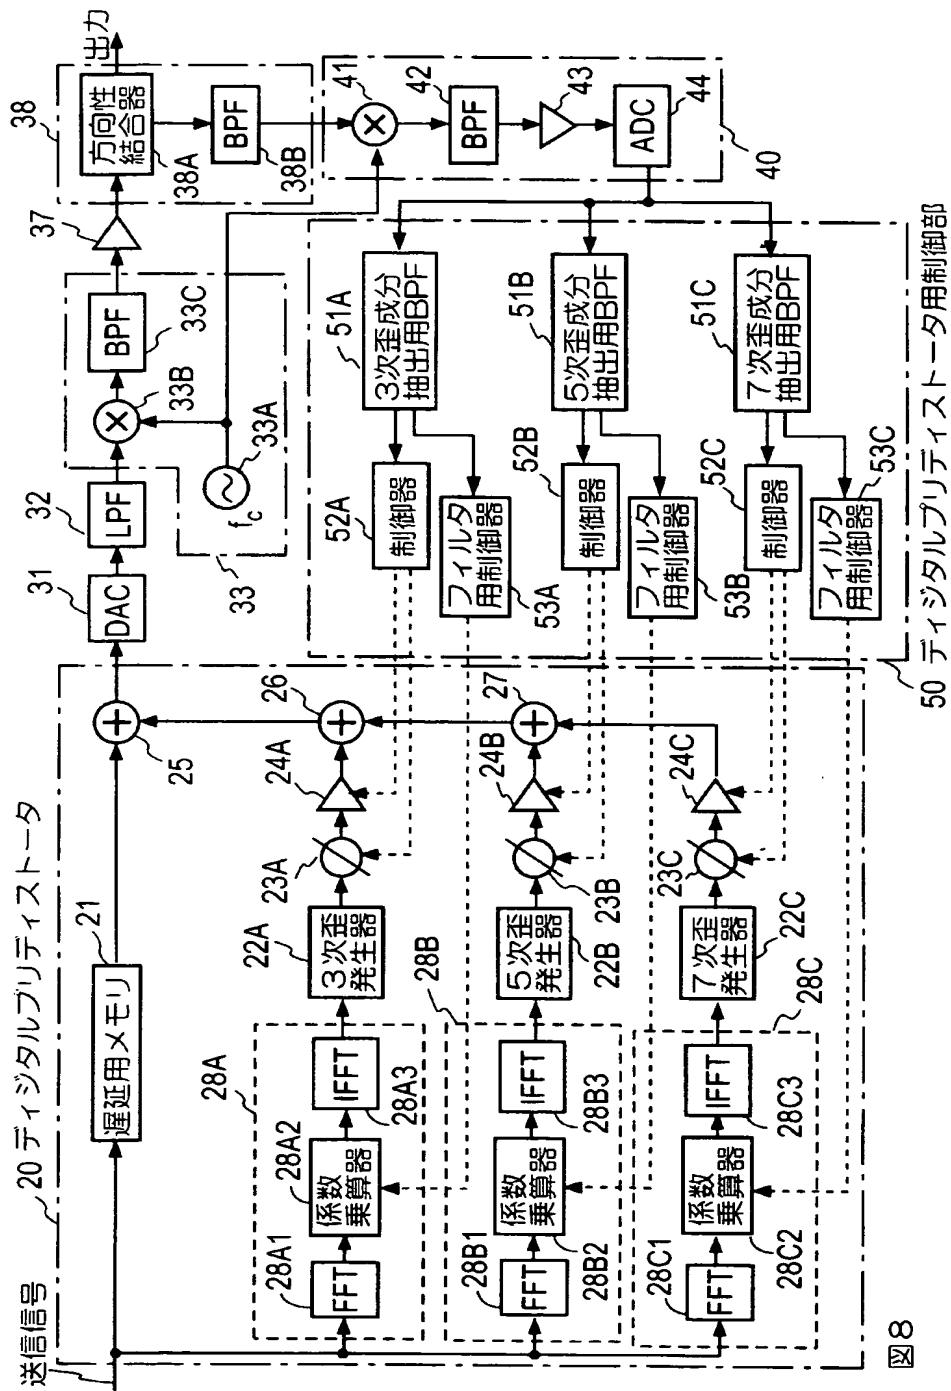 送信信号
20 ディジタルプリディストータ
21
遅延用メモリ
25
31
DAC
32
LPF
33
33A
fc
33B
33C
BPF
37
38
方向性
結合器
38A
出力
BPF
38B
41
42
BPF
43
ADC
44
40
28A
28A1
FFT
28A2
係数
乗算器
IFFT
28A3
22A
3次歪
発生器
23A
24A
26
28B
28B1
FFT
係数
乗算器
28B2
IFFT
28B3
5次歪
発生器
22B
23B
24B
27
28C
28C1
FFT
係数
乗算器
28C2
IFFT
28C3
7次歪
発生器
22C
23C
24C
51A
3次歪成分
抽出用BPF
52A
制御器
フィルタ
用制御器
53A
51B
5次歪成分
抽出用BPF
52B
制御器
フィルタ
用制御器
53B
51C
7次歪成分
抽出用BPF
52C
制御器
フィルタ
用制御器
53C
50 ディジタルプリディストータ用制御部
図8